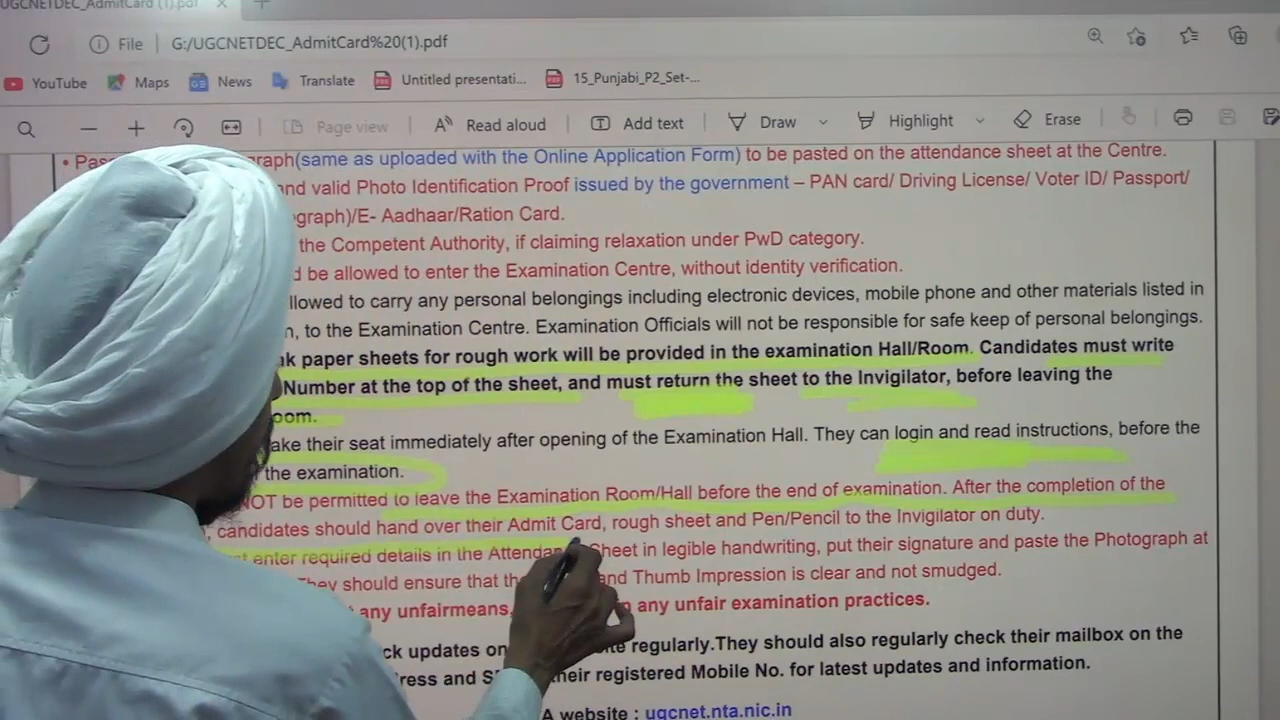 UGCNETDEC_AdmitCard (1).pdf
File G:/UGCNETDEC_AdmitCard%20(1).pdf
YouTube Maps News Translate Untitled presentati... 15_Punjabi_P2_Set-...
Page view Read aloud Add text Draw Highlight Erase
(same as uploaded with the Online Application Form) to be pasted on the attendance sheet at the Centre.
and valid Photo Identification Proof issued by the government – PAN card/ Driving License/ Voter ID/ Passport/
/E- Aadhaar/Ration Card.
the Competent Authority, if claiming relaxation under PwD category.
be allowed to enter the Examination Centre, without identity verification.
to carry any personal belongings including electronic devices, mobile phone and other materials listed in
to the Examination Centre. Examination Officials will not be responsible for safe keep of personal belongings.
paper sheets for rough work will be provided in the examination Hall/Room. Candidates must write
Number at the top of the sheet, and must return the sheet to the Invigilator, before leaving the
their seat immediately after opening of the Examination Hall. They can login and read instructions, before the
the examination.
NOT be permitted to leave the Examination Room/Hall before the end of examination. After the completion of the
candidates should hand over their Admit Card, rough sheet and Pen/Pencil to the Invigilator on duty.
enter required details in the Sheet in legible handwriting, put their signature and paste the Photograph at
They should ensure that and Thumb Impression is clear and not smudged.
any unfairmeans, any unfair examination practices.
updates on regularly.They should also regularly check their mailbox on the
and their registered Mobile No. for latest updates and information.
website : ugcnet.nta.nic.in